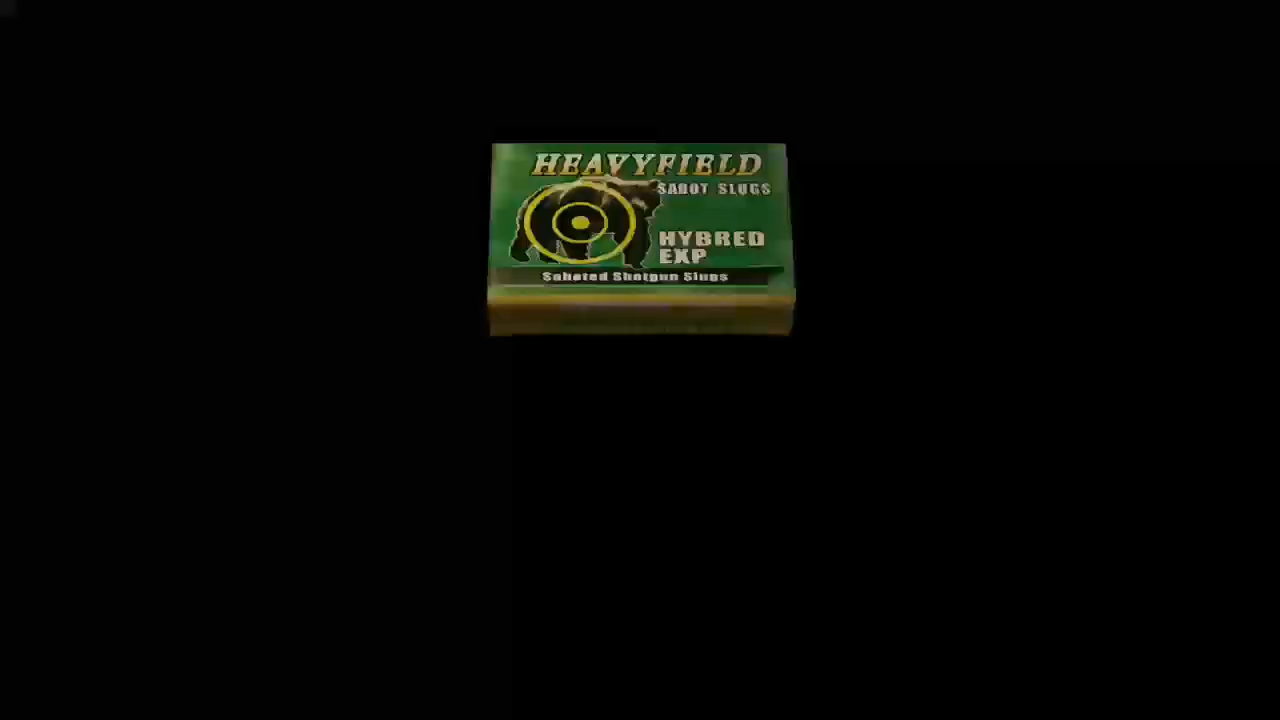 HEAVYFIELD
SABOT SLUGS
HYBRED
EXP
Saboted Shotgun Slugs